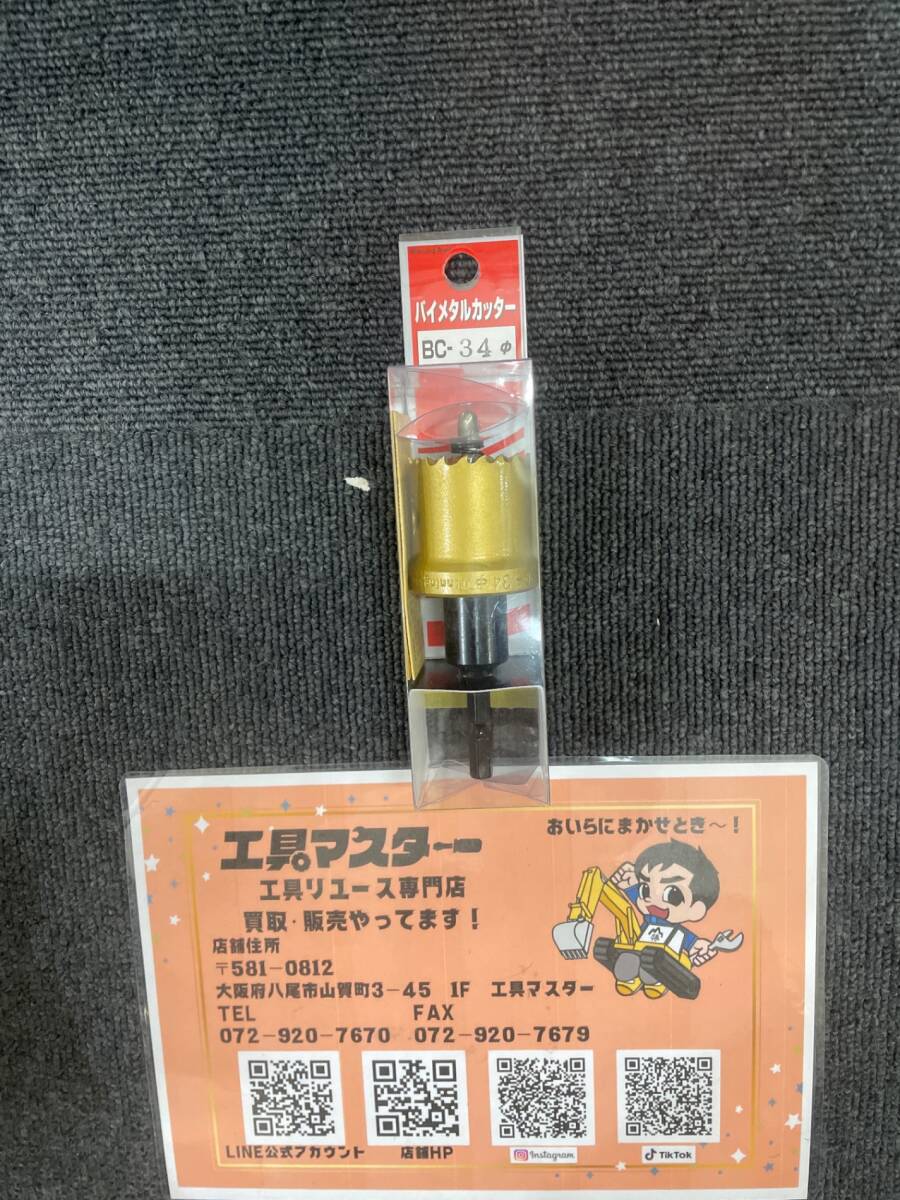 バイメタルカッター
BC-34φ
34φ
工具マスター
工具リユース専門店
買取・販売やってます！
おいらにまかせとき～！
店舗住所
〒581-0812
大阪府八尾市山賀町3-45 1F 工具マスター
TEL FAX
072-920-7670 072-920-7679
LINE公式アカウント 店舗HP Instagram TikTok